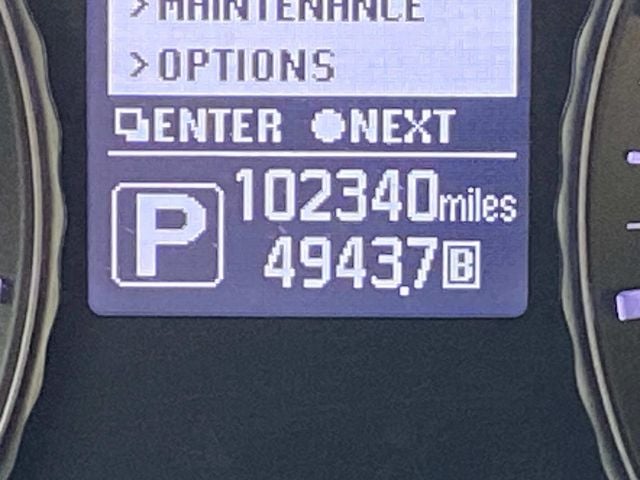 >MAINTENANCE
>OPTIONS
ENTER NEXT
P
102340miles
4943.7 B